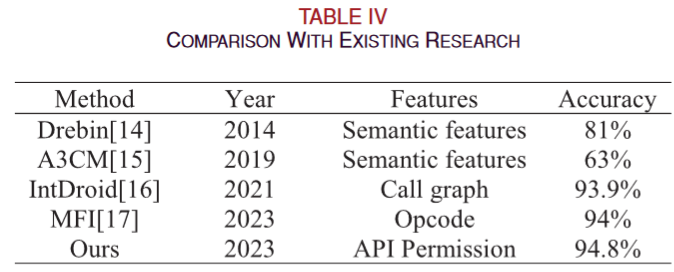 TABLE IV
COMPARISON WITH EXISTING RESEARCH
Method Year Features Accuracy
Drebin[14] 2014 Semantic features 81%
A3CM[15] 2019 Semantic features 63%
IntDroid[16] 2021 Call graph 93.9%
MFI[17] 2023 Opcode 94%
Ours 2023 API Permission 94.8%